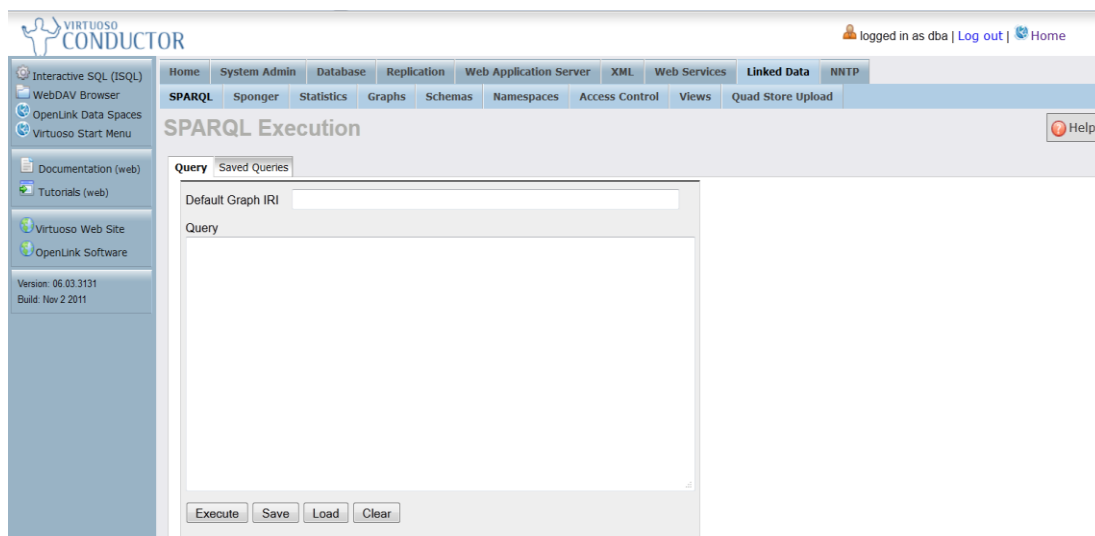 VIRTUOSO
CONDUCTOR
logged in as dba | Log out | Home
Interactive SQL (ISQL)
WebDAV Browser
OpenLink Data Spaces
Virtuoso Start Menu
Documentation (web)
Tutorials (web)
Virtuoso Web Site
OpenLink Software
Version: 06.03.3131
Build: Nov 2 2011
Home System Admin Database Replication Web Application Server XML Web Services Linked Data NNTP
SPARQL Sponger Statistics Graphs Schemas Namespaces Access Control Views Quad Store Upload
SPARQL Execution
Help
Query Saved Queries
Default Graph IRI
Query
Execute Save Load Clear